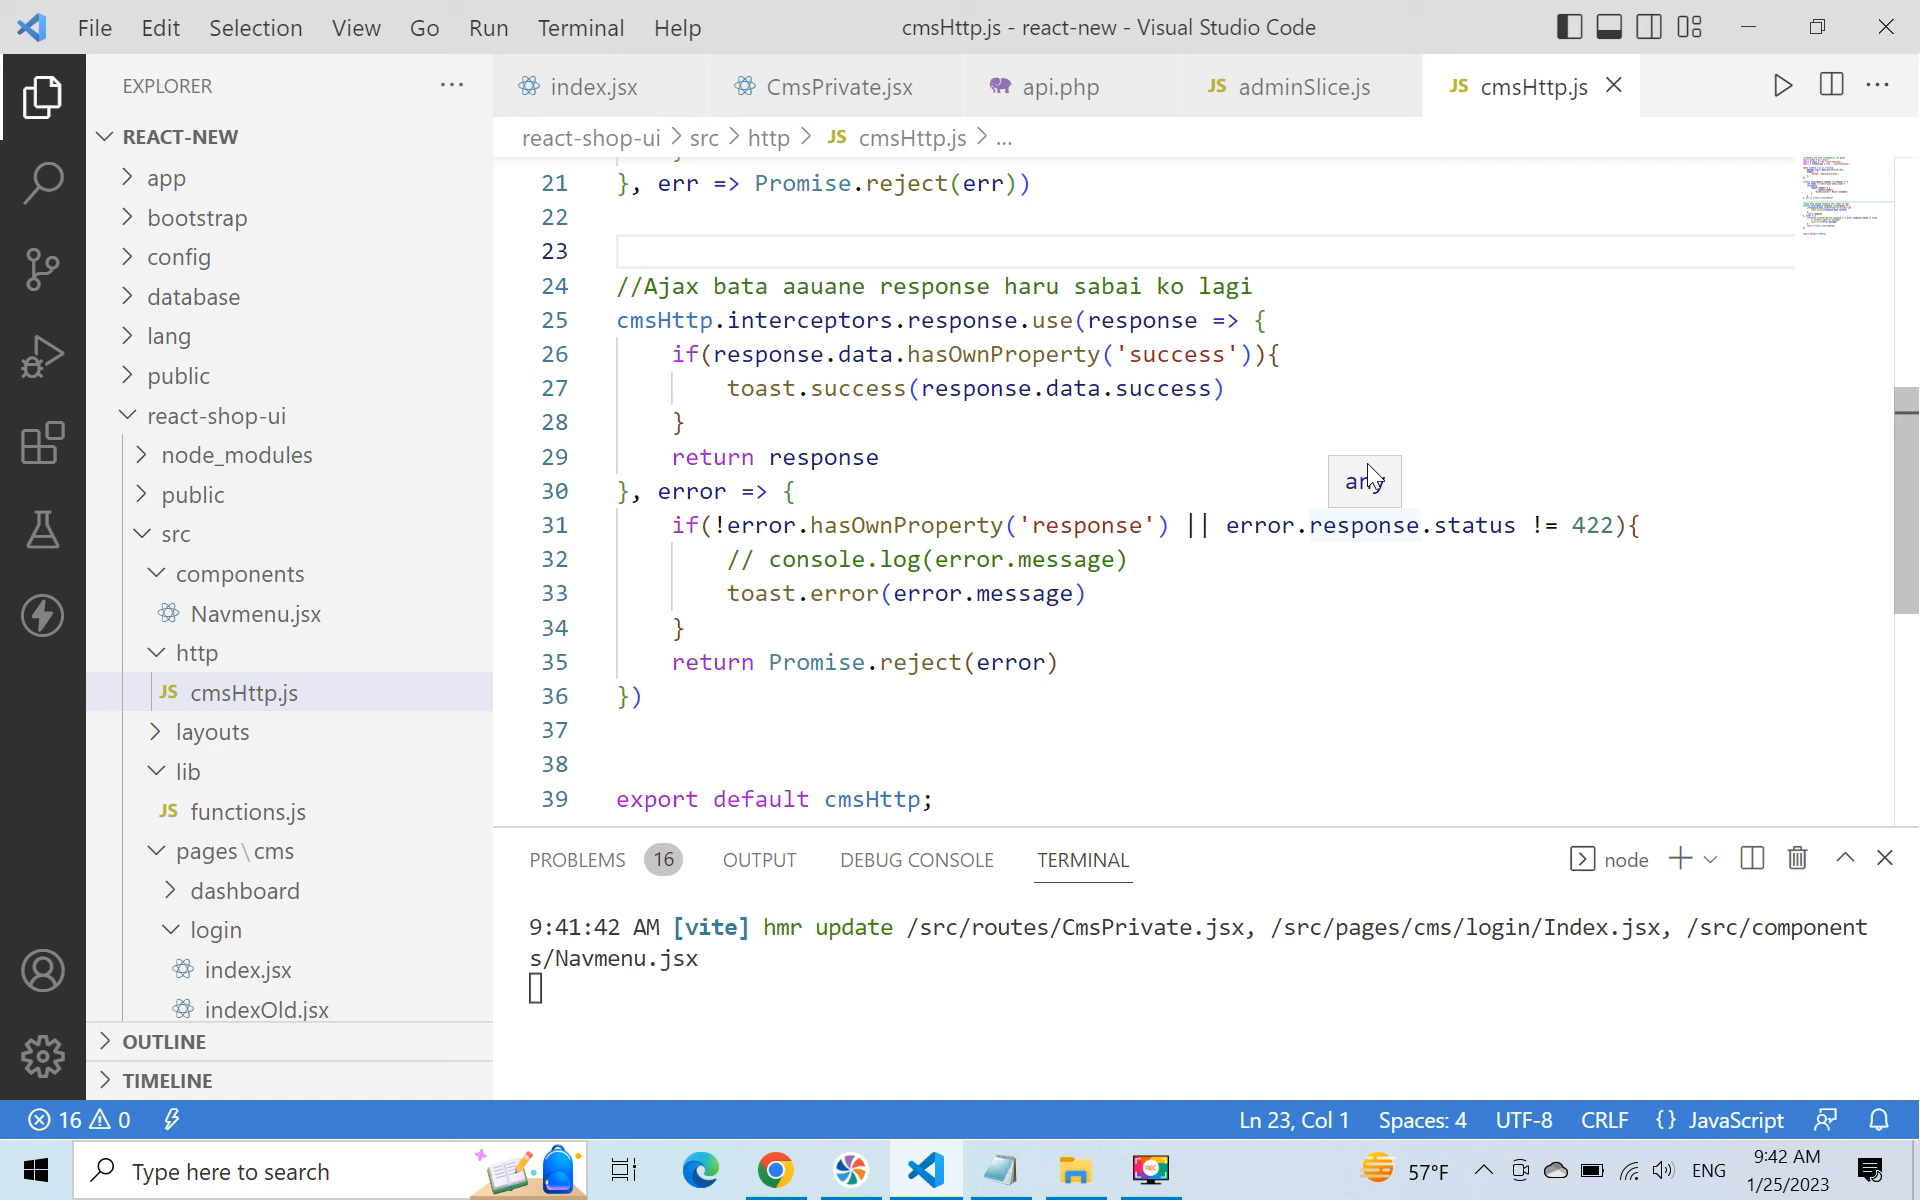 File Edit Selection View Go Run Terminal Help
cmsHttp.js - react-new - Visual Studio Code
EXPLORER
REACT-NEW
app
bootstrap
config
database
lang
public
react-shop-ui
node_modules
public
src
components
Navmenu.jsx
http
JS cmsHttp.js
layouts
lib
JS functions.js
pages\cms
dashboard
login
index.jsx
indexOld.jsx
OUTLINE
TIMELINE
index.jsx CmsPrivate.jsx api.php JS adminSlice.js JS cmsHttp.js
react-shop-ui > src > http > JS cmsHttp.js > ...
21 }, err => Promise.reject(err))
22
23
24 //Ajax bata aauane response haru sabai ko lagi
25 cmsHttp.interceptors.response.use(response => {
26 if(response.data.hasOwnProperty('success')){
27 toast.success(response.data.success)
28 }
29 return response
any
30 }, error => {
31 if(!error.hasOwnProperty('response') || error.response.status != 422){
32 // console.log(error.message)
33 toast.error(error.message)
34 }
35 return Promise.reject(error)
36 })
37
38
39 export default cmsHttp;
PROBLEMS 16 OUTPUT DEBUG CONSOLE TERMINAL node
9:41:42 AM [vite] hmr update /src/routes/CmsPrivate.jsx, /src/pages/cms/login/Index.jsx, /src/component
s/Navmenu.jsx
16 0 Ln 23, Col 1 Spaces: 4 UTF-8 CRLF {} JavaScript
Type here to search
57°F ENG
9:42 AM
1/25/2023